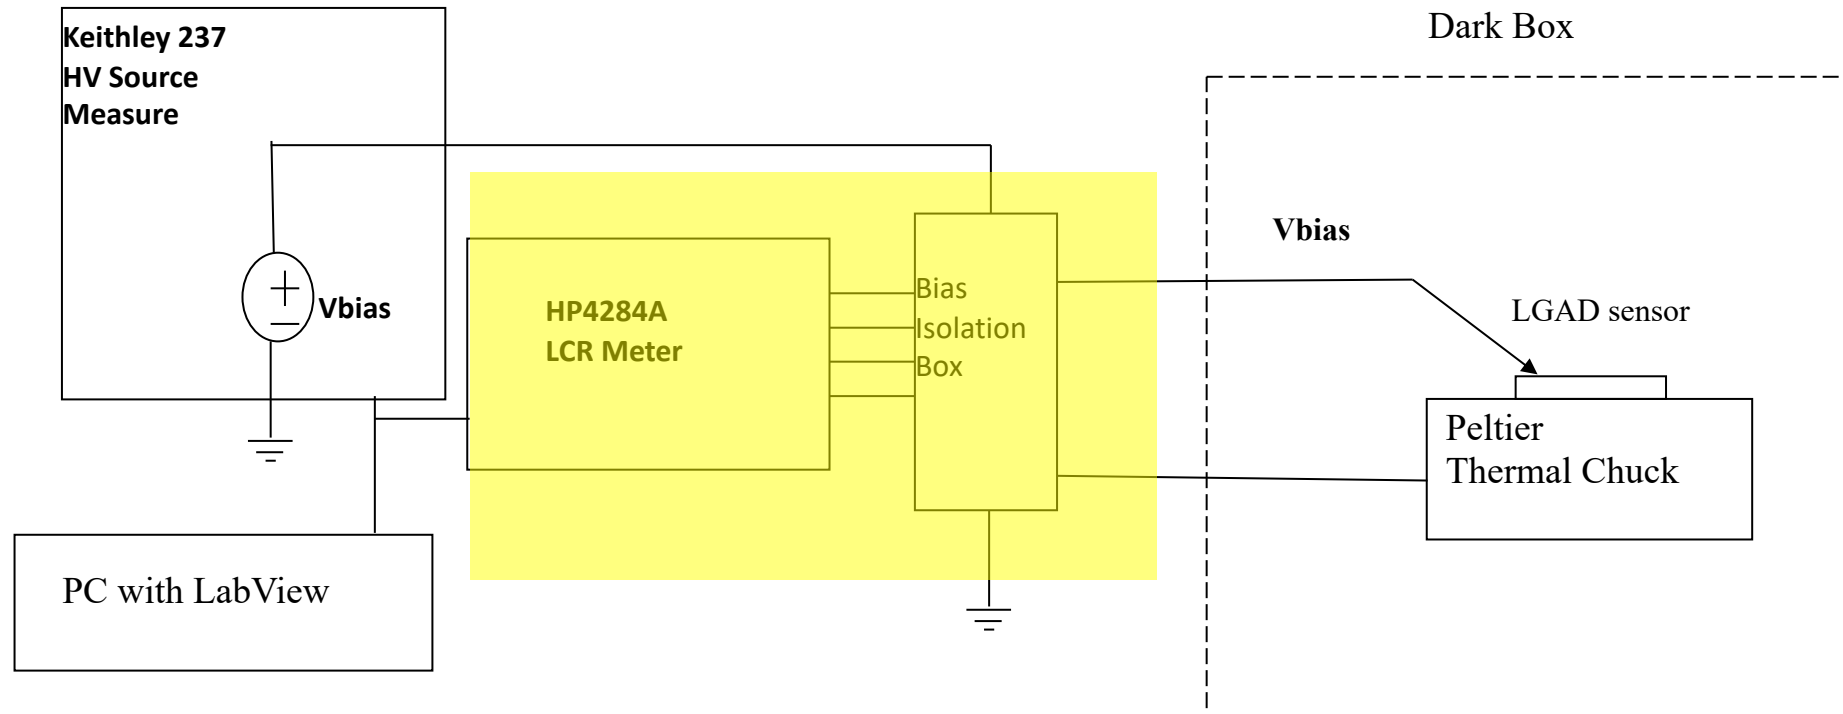 Dark Box
Keithley 237
HV Source
Measure
Vbias
Vbias
HP4284A
LCR Meter
Bias
Isolation
Box
LGAD sensor
Peltier
Thermal Chuck
PC with LabView